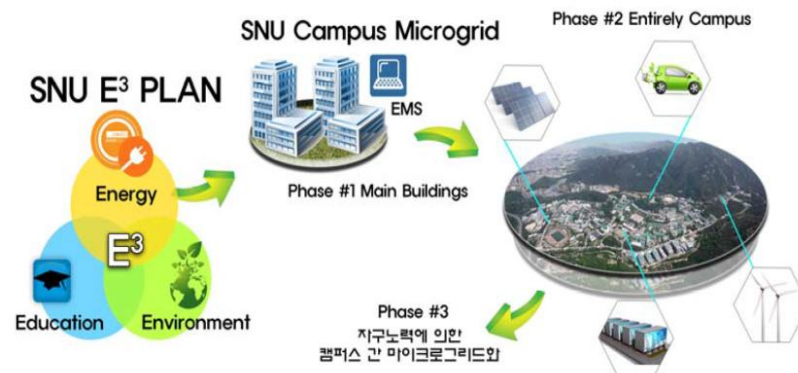 SNU E³ PLAN
Energy
E³
Education
Environment
SNU Campus Microgrid
EMS
Phase #1 Main Buildings
Phase #2 Entirely Campus
Phase #3
자구노력에 의한
캠퍼스 간 마이크로그리드화